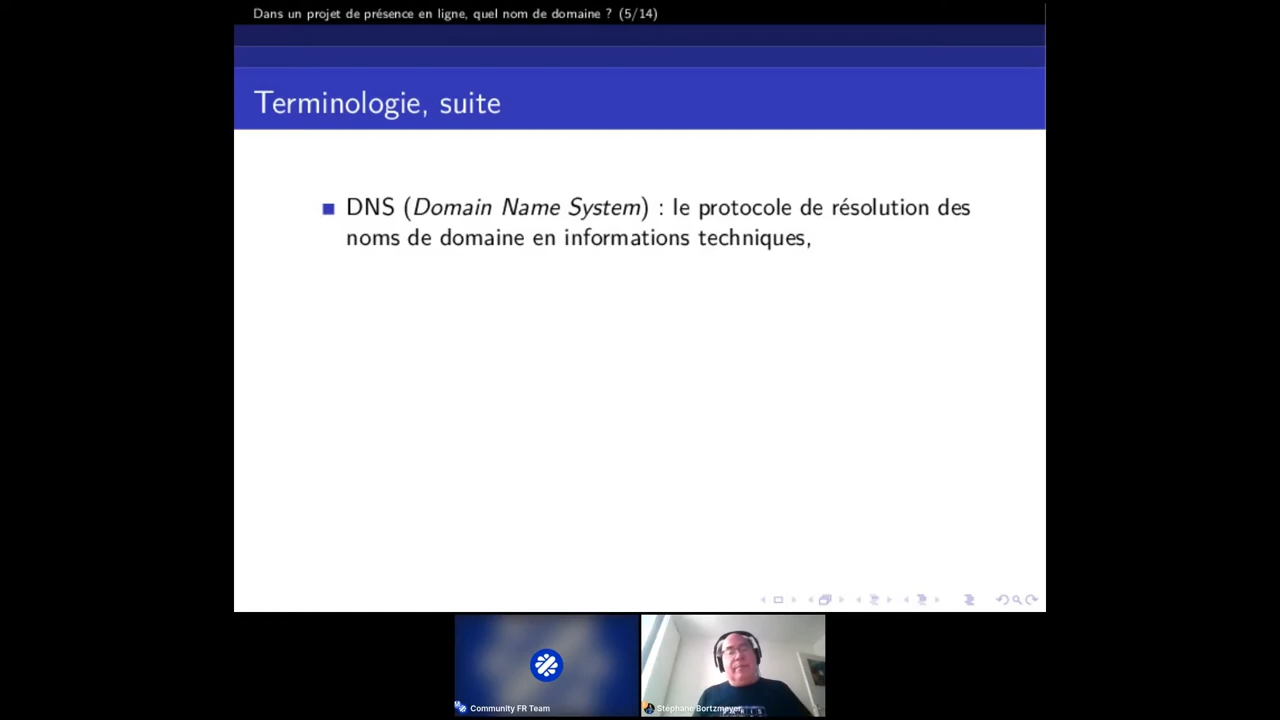 Dans un projet de présence en ligne, quel nom de domaine ? (5/14)
Terminologie, suite
DNS (Domain Name System) : le protocole de résolution des
noms de domaine en informations techniques,
Community FR Team
Stéphane Bortzmeyer